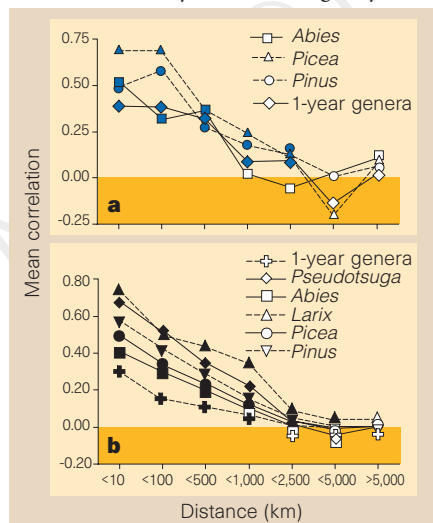 Mean correlation
0.75
0.50
0.25
0.00
-0.25
Abies
Picea
Pinus
1-year genera
a
0.80
0.60
0.40
0.20
0.00
-0.20
1-year genera
Pseudotsuga
Abies
Larix
Picea
Pinus
b
<10 <100 <500 <1,000 <2,500 <5,000 >5,000
Distance (km)